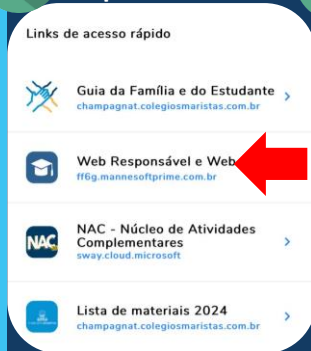 Links de acesso rápido
Guia da Família e do Estudante
champagnat.colegiosmaristas.com.br
Web Responsável e Web
ff6g.mannesoftprime.com.br
NAC
NAC - Núcleo de Atividades
Complementares
sway.cloud.microsoft
Lista de materiais 2024
champagnat.colegiosmaristas.com.br